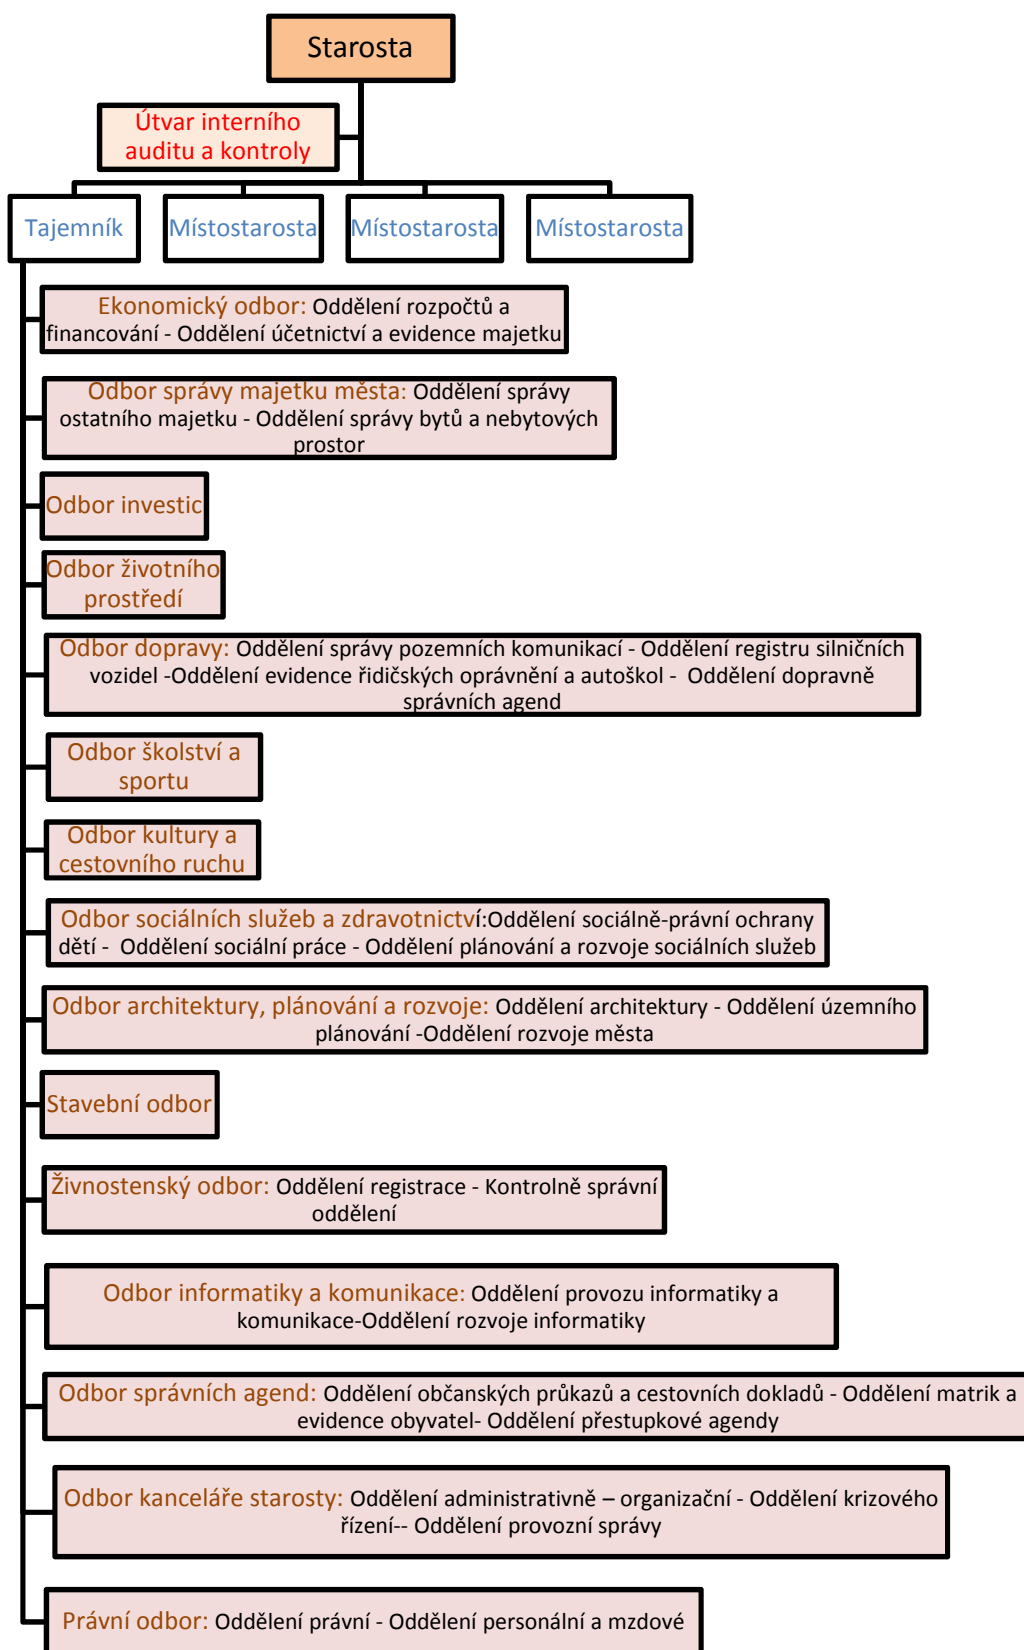 Starosta
Útvar interního
auditu a kontroly
Tajemník
Místostarosta
Místostarosta
Místostarosta
Ekonomický odbor: Oddělení rozpočtů a
financování - Oddělení účetnictví a evidence majetku
Odbor správy majetku města: Oddělení správy
ostatního majetku - Oddělení správy bytů a nebytových
prostor
Odbor investic
Odbor životního
prostředí
Odbor dopravy: Oddělení správy pozemních komunikací - Oddělení registru silničních
vozidel -Oddělení evidence řidičských oprávnění a autoškol - Oddělení dopravně
správních agend
Odbor školství a
sportu
Odbor kultury a
cestovního ruchu
Odbor sociálních služeb a zdravotnictví:Oddělení sociálně-právní ochrany
dětí - Oddělení sociální práce - Oddělení plánování a rozvoje sociálních služeb
Odbor architektury, plánování a rozvoje: Oddělení architektury - Oddělení územního
plánování -Oddělení rozvoje města
Stavební odbor
Živnostenský odbor: Oddělení registrace - Kontrolně správní
oddělení
Odbor informatiky a komunikace: Oddělení provozu informatiky a
komunikace-Oddělení rozvoje informatiky
Odbor správních agend: Oddělení občanských průkazů a cestovních dokladů - Oddělení matrik a
evidence obyvatel- Oddělení přestupkové agendy
Odbor kanceláře starosty: Oddělení administrativně – organizační - Oddělení krizového
řízení-- Oddělení provozní správy
Právní odbor: Oddělení právní - Oddělení personální a mzdové